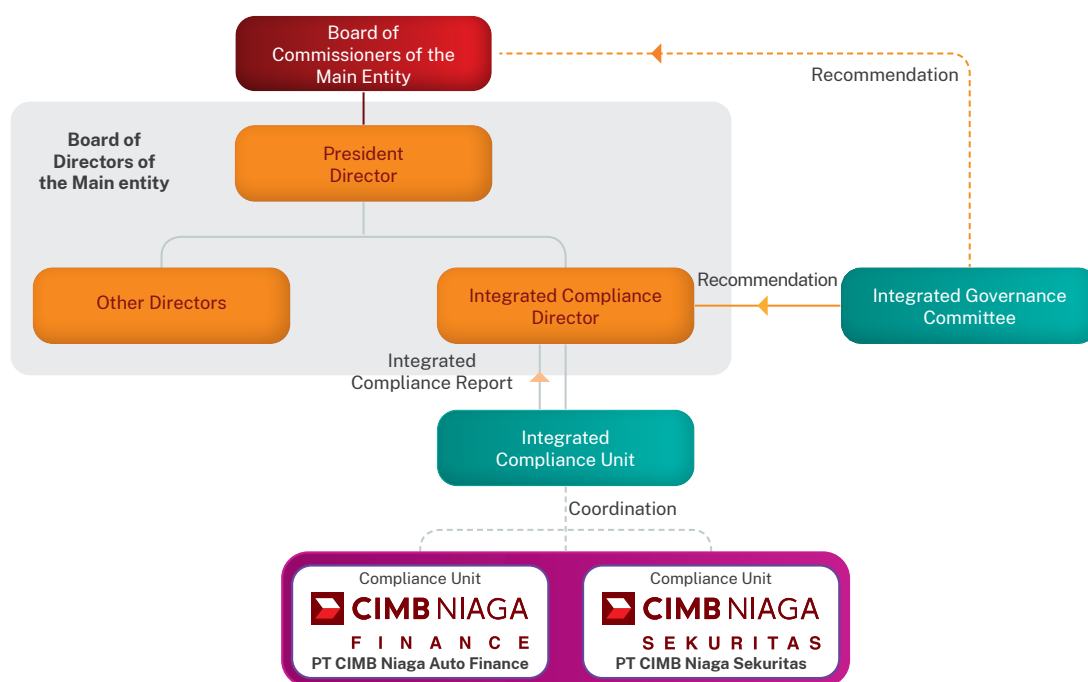 Board of
Commissioners of the
Main Entity
Recommendation
Board of
Directors of
the Main entity
President
Director
Other Directors
Integrated Compliance
Director
Recommendation
Integrated Governance
Committee
Integrated
Compliance Report
Integrated
Compliance Unit
Coordination
Compliance Unit
CIMB NIAGA
FINANCE
PT CIMB Niaga Auto Finance
Compliance Unit
CIMB NIAGA
SEKURITAS
PT CIMB Niaga Sekuritas